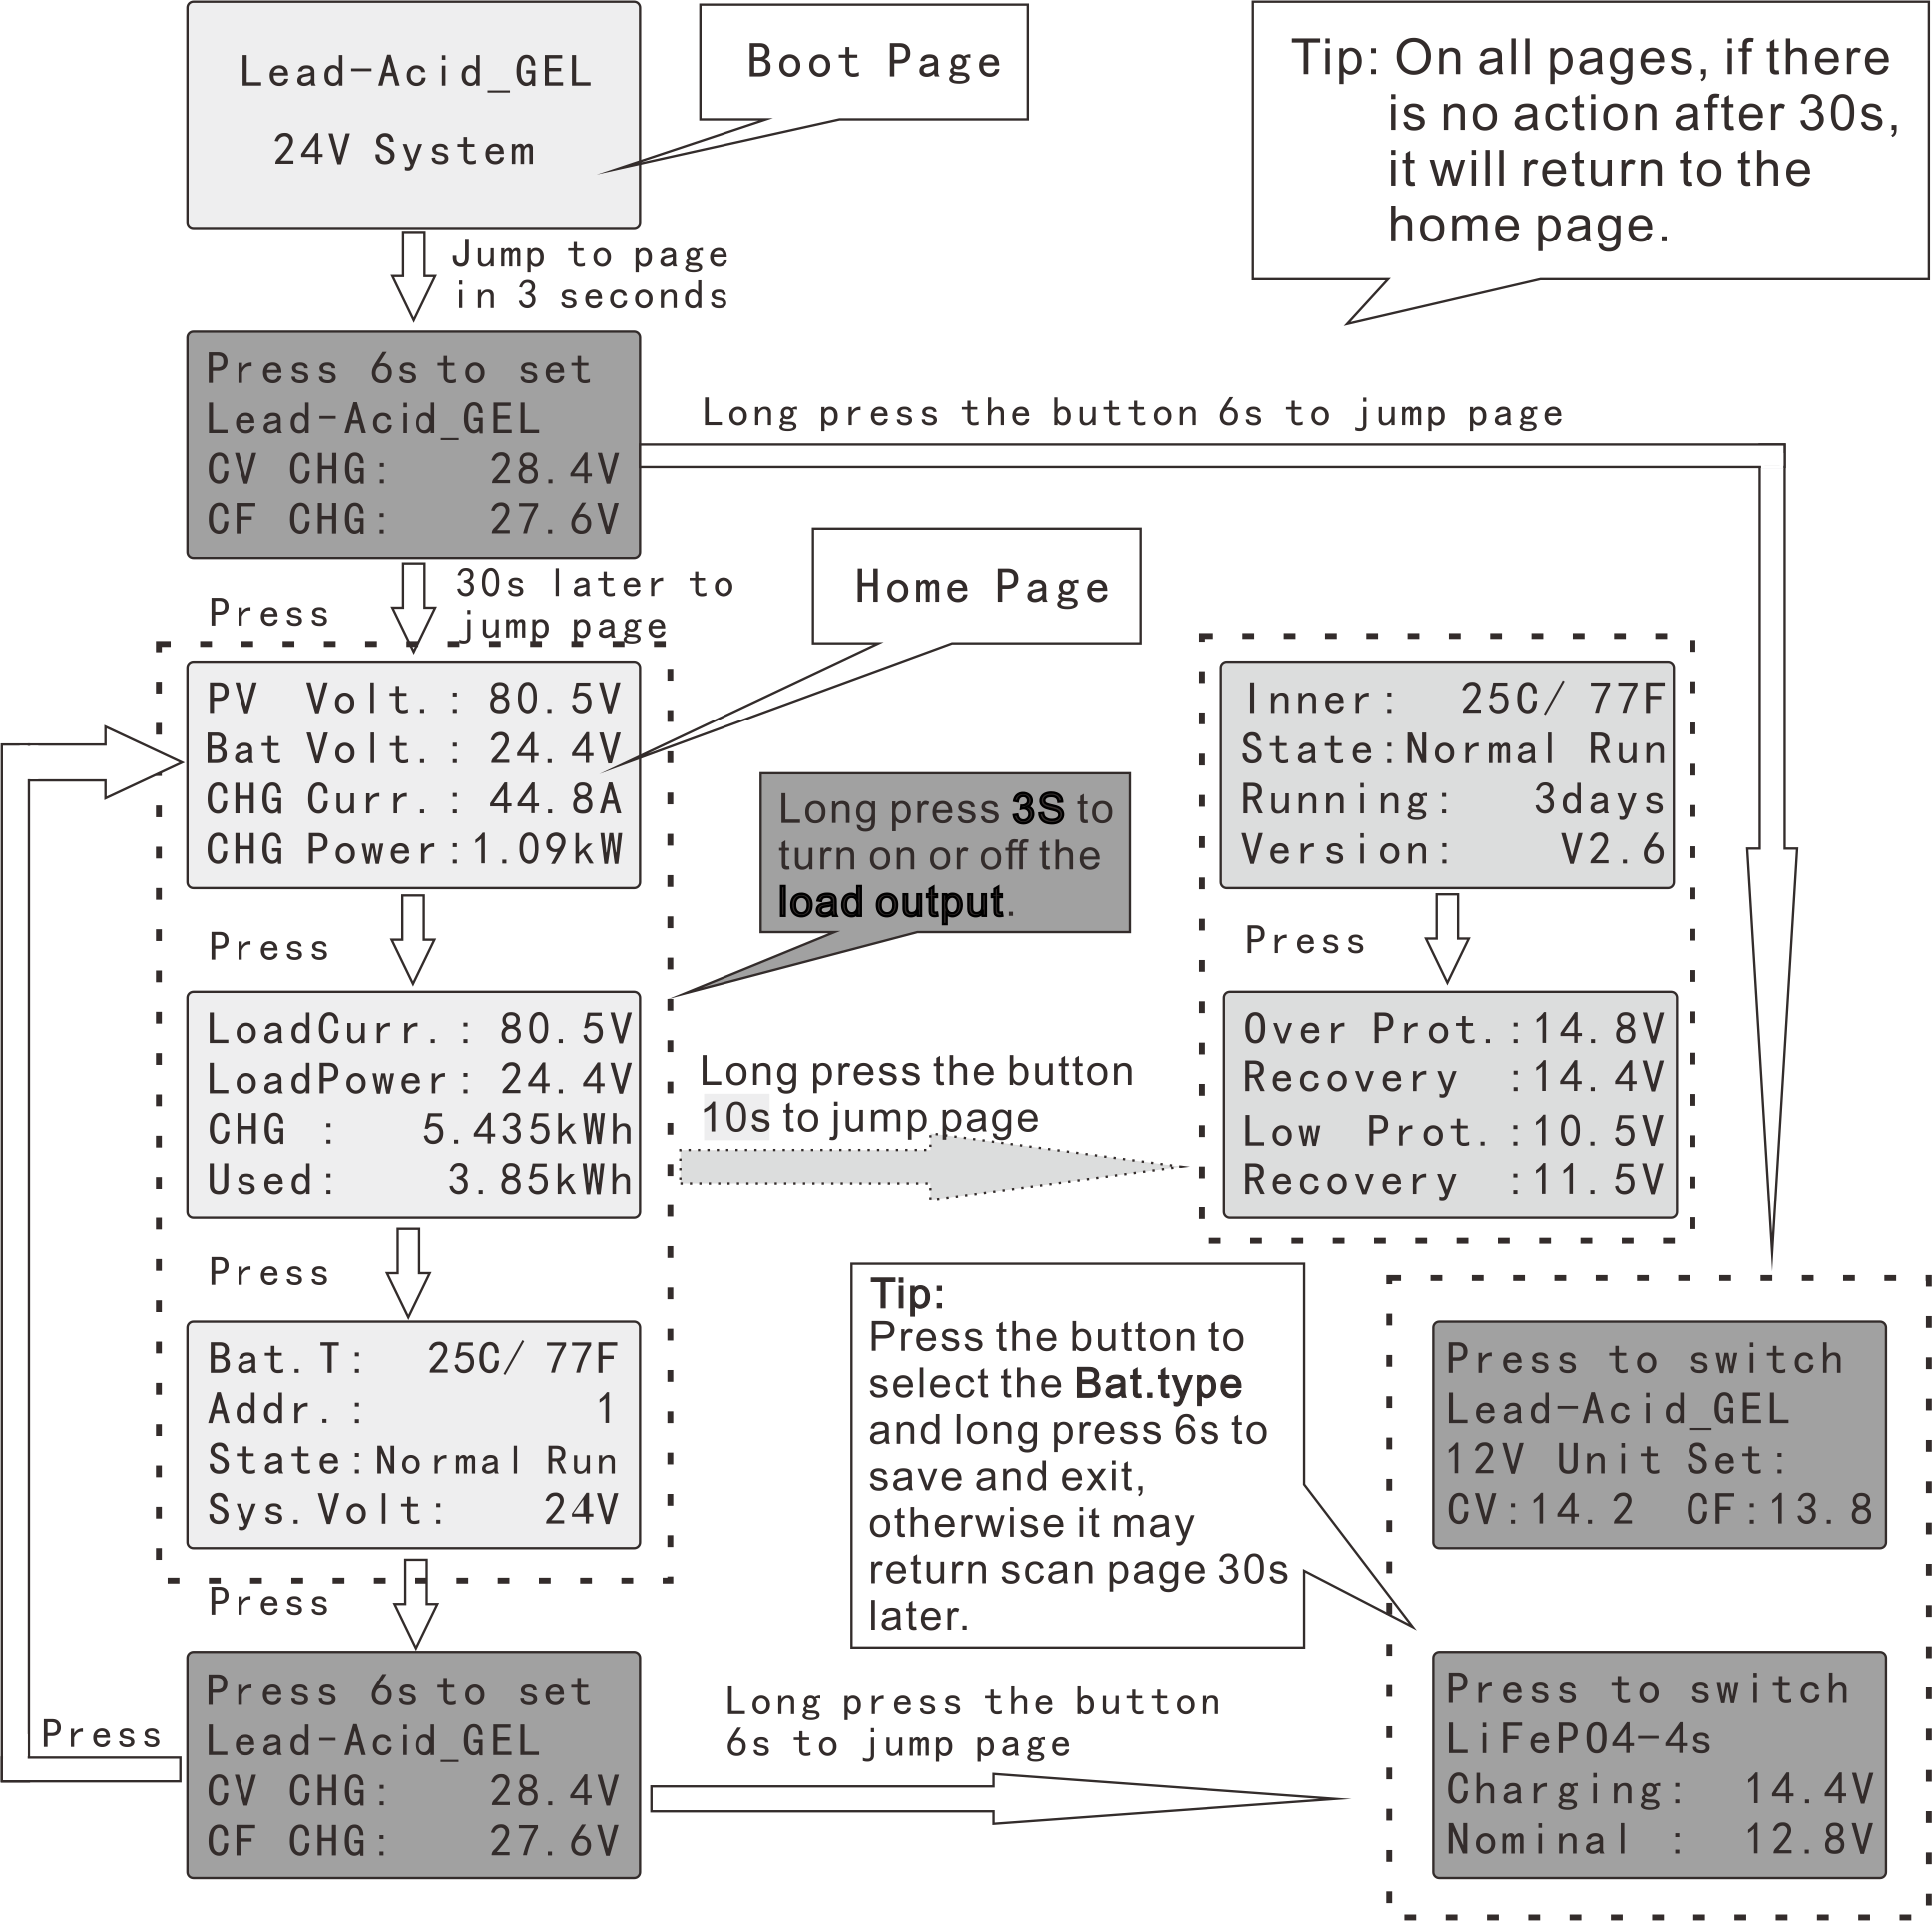 Lead-Acid_GEL
24V System
Boot Page
Tip: On all pages, if there
is no action after 30s,
it will return to the
home page.
Jump to page
in 3 seconds
Press 6s to set
Lead-Acid_GEL
CV CHG: 28.4V
CF CHG: 27.6V
Long press the button 6s to jump page
Press
30s later to
jump page
Home Page
PV Volt.: 80.5V
Bat Volt.: 24.4V
CHG Curr.: 44.8A
CHG Power:1.09kW
Long press 3S to
turn on or off the
load output.
Inner: 25C/ 77F
State:Normal Run
Running: 3days
Version: V2.6
Press
Press
LoadCurr.: 80.5V
LoadPower: 24.4V
CHG : 5.435kWh
Used: 3.85kWh
Long press the button
10s to jump page
Over Prot.:14.8V
Recovery :14.4V
Low Prot.:10.5V
Recovery :11.5V
Press
Bat.T: 25C/ 77F
Addr.: 1
State:Normal Run
Sys.Volt: 24V
Tip:
Press the button to
select the Bat.type
and long press 6s to
save and exit,
otherwise it may
return scan page 30s
later.
Press to switch
Lead-Acid_GEL
12V Unit Set:
CV:14.2 CF:13.8
Press
Press
Press 6s to set
Lead-Acid_GEL
CV CHG: 28.4V
CF CHG: 27.6V
Long press the button
6s to jump page
Press to switch
LiFePO4-4s
Charging: 14.4V
Nominal : 12.8V